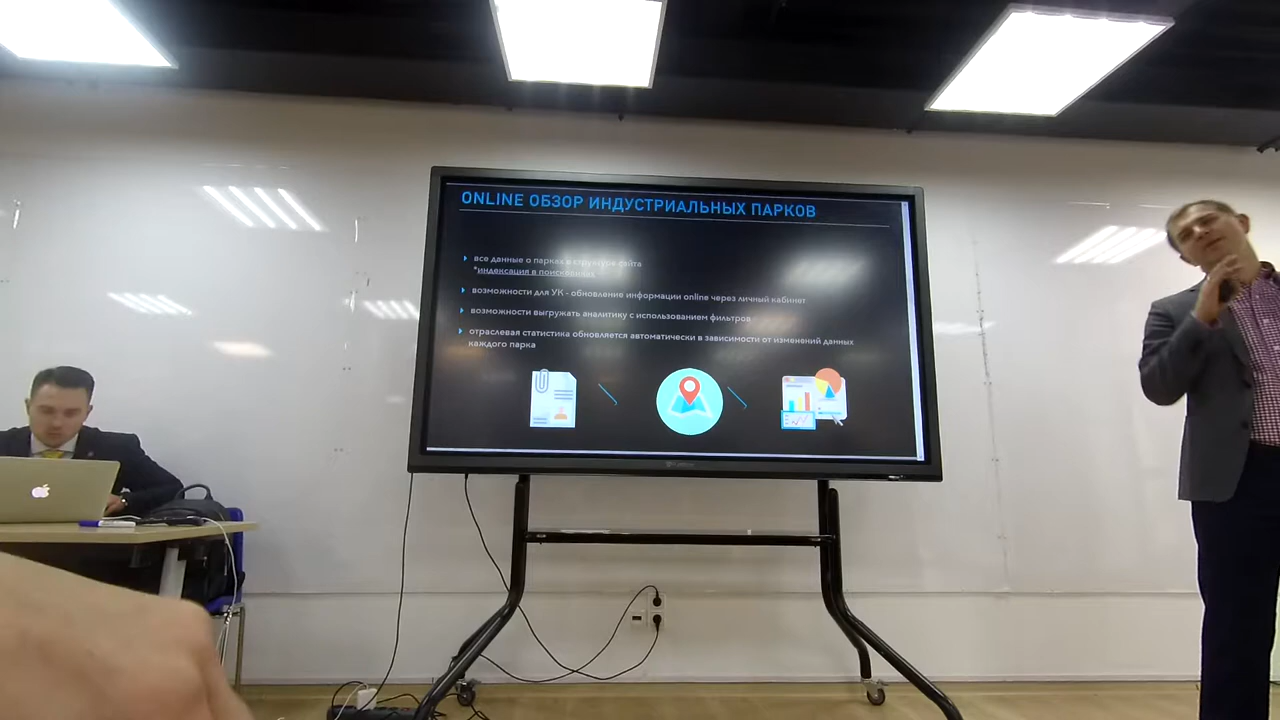 ONLINE ОБЗОР ИНДУСТРИАЛЬНЫХ ПАРКОВ
все данные о парках в структуре сайта
*индексация в поисковиках
возможности для УК - обновление информации online через личный кабинет
возможности выгружать аналитику с использованием фильтров
отраслевая статистика обновляется автоматически в зависимости от изменений данных
каждого парка